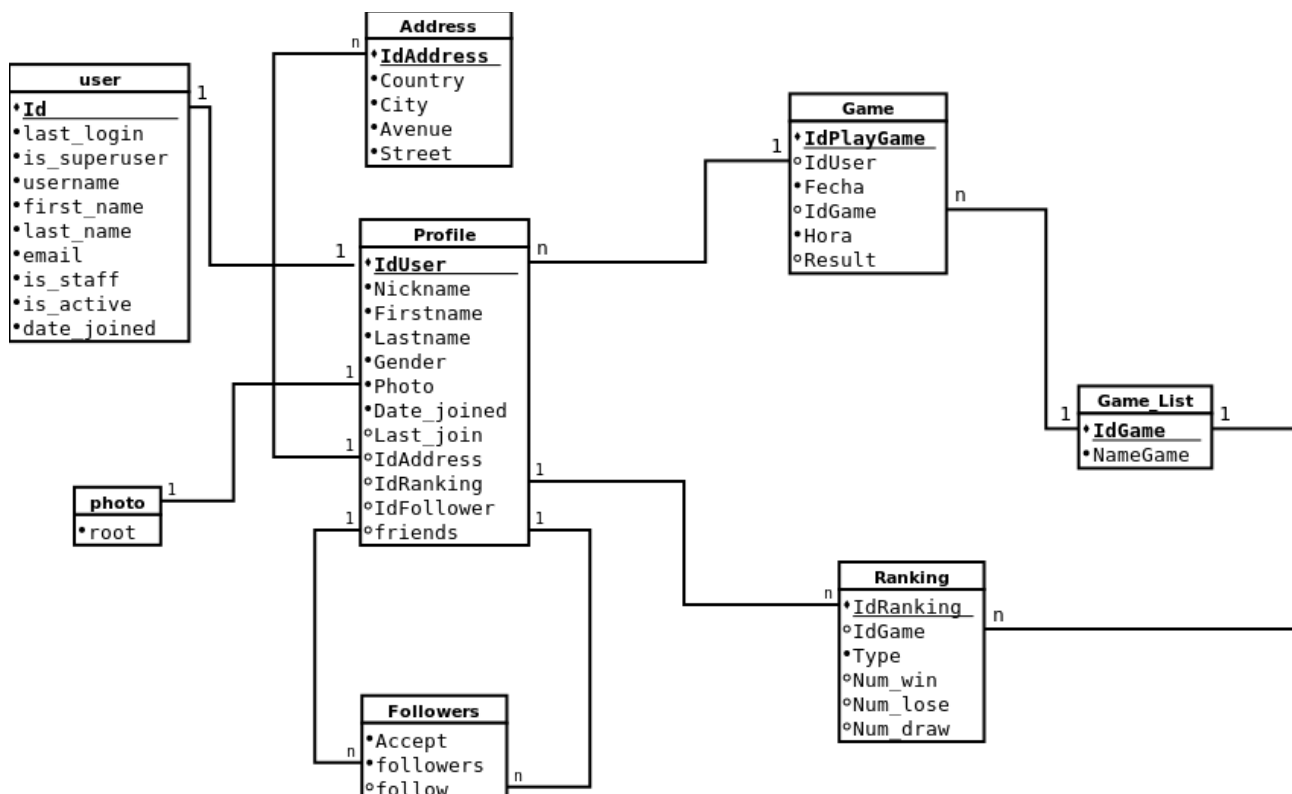 Address
n
IdAddress
Country
City
Avenue
Street
user
1
Id
last_login
is_superuser
username
first_name
last_name
email
is_staff
is_active
date_joined
Game
1
IdPlayGame
IdUser
Fecha
IdGame
Hora
Result
n
Profile
1
n
IdUser
Nickname
Firstname
Lastname
Gender
1
Photo
Date_joined
Last_join
1
IdAddress
1
IdRanking
IdFollower
1
1
friends
Game_List
1
1
IdGame
NameGame
photo
1
root
Ranking
n
IdRanking
n
IdGame
Type
Num_win
Num_lose
Num_draw
Followers
Accept
n
followers
n
follow